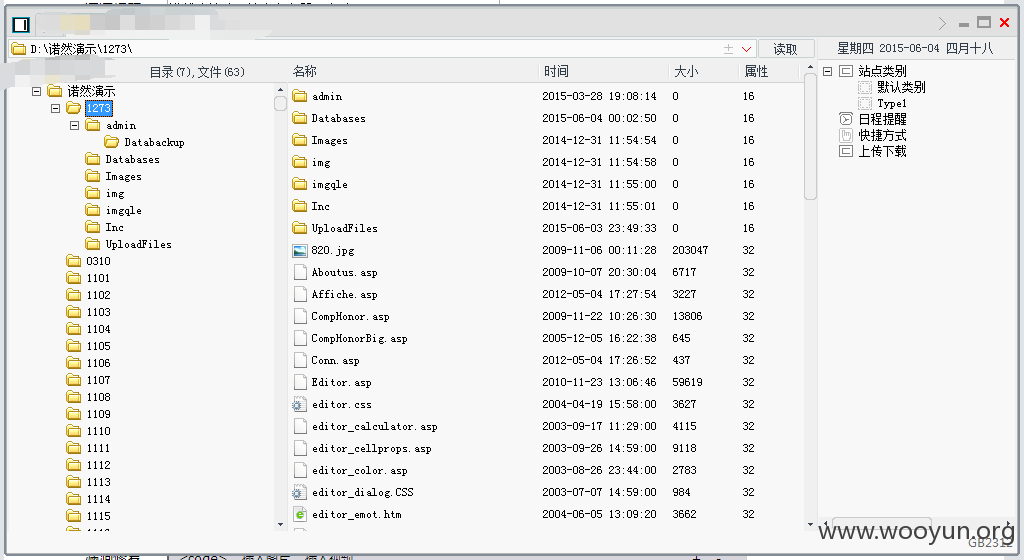 D:\诺然演示\1273\
读取
星期四 2015-06-04 四月十八
目录(7),文件(63)
名称 时间 大小 属性
诺然演示
1273
admin
Databackup
Databases
Images
img
imgqle
Inc
UploadFiles
0310
1101
1102
1103
1104
1105
1106
1107
1108
1109
1110
1111
1112
1113
1114
1115
admin 2015-03-28 19:08:14 0 16
Databases 2015-06-04 00:02:50 0 16
Images 2014-12-31 11:54:54 0 16
img 2014-12-31 11:54:58 0 16
imgqle 2014-12-31 11:55:00 0 16
Inc 2014-12-31 11:55:01 0 16
UploadFiles 2015-06-03 23:49:33 0 16
820.jpg 2009-11-06 00:11:28 203047 32
Aboutus.asp 2009-10-07 20:30:04 6717 32
Affiche.asp 2012-05-04 17:27:54 3227 32
CompHonor.asp 2009-11-22 10:26:30 13806 32
CompHonorBig.asp 2005-12-05 16:22:38 645 32
Conn.asp 2012-05-04 17:26:52 437 32
Editor.asp 2010-11-23 13:06:46 59619 32
editor.css 2004-04-19 15:58:00 3627 32
editor_calculator.asp 2003-09-17 11:29:00 4115 32
editor_cellprops.asp 2003-09-26 14:59:00 9118 32
editor_color.asp 2003-08-26 23:44:00 2783 32
editor_dialog.CSS 2003-07-07 14:59:00 984 32
editor_emot.htm 2004-06-05 13:09:20 3662 32
站点类别
默认类别
Type1
日程提醒
快捷方式
上传下载
www.wooyun.org
GB2312